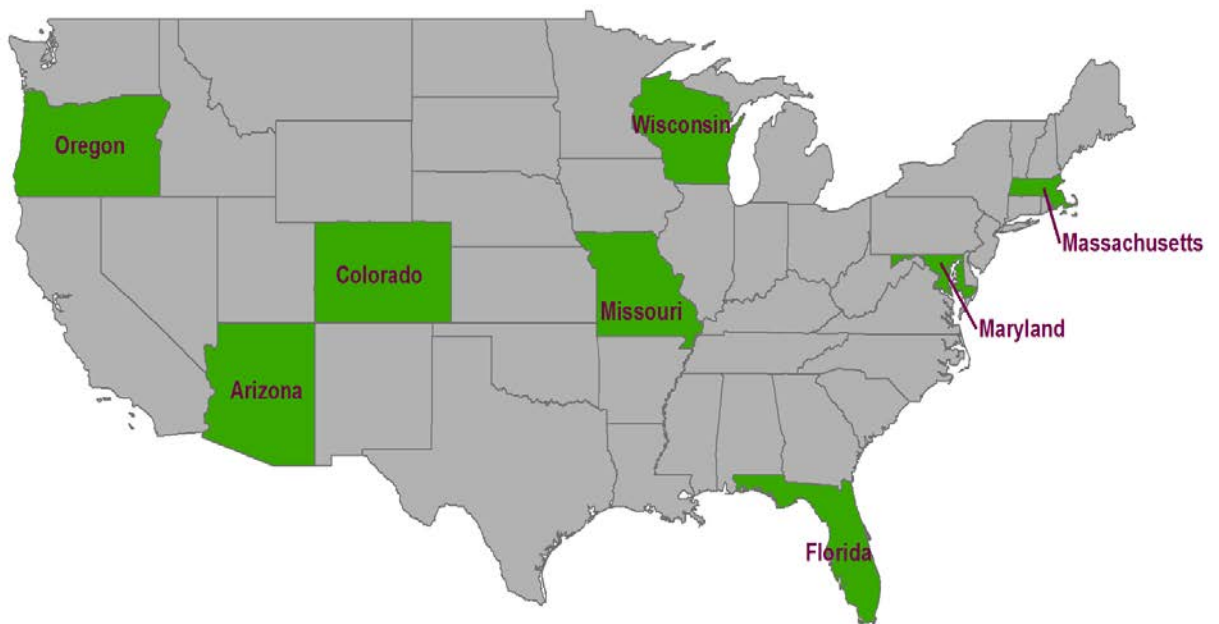 Wisconsin
Oregon
Massachusetts
Colorado
Missouri
Maryland
Arizona
Florida